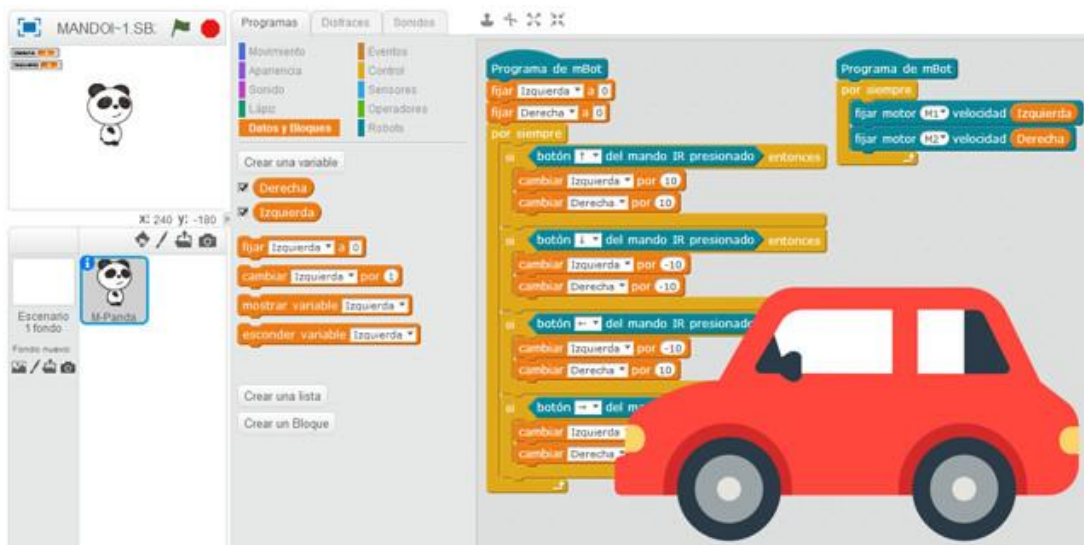 MANDOI~1.SB:
X: 240 y: -180
Escenario
1 fondo
Fondo nuevo:
M-Panda
Programas
Disfraces
Sonidos
Movimiento
Apariencia
Sonido
Lápiz
Datos y Bloques
Eventos
Control
Sensores
Operadores
Robots
Crear una variable
Derecha
Izquierda
fijar Izquierda a 0
cambiar Izquierda por 1
mostrar variable Izquierda
esconder variable Izquierda
Crear una lista
Crear un Bloque
Programa de mBot
fijar Izquierda a 0
fijar Derecha a 0
por siempre
si botón ↑ del mando IR presionado entonces
cambiar Izquierda por 10
cambiar Derecha por 10
si botón ↓ del mando IR presionado entonces
cambiar Izquierda por -10
cambiar Derecha por -10
si botón ← del mando IR presionado
cambiar Izquierda por -10
cambiar Derecha por 10
si botón → del
cambiar Izquierda
cambiar Derecha
Programa de mBot
por siempre
fijar motor M1 velocidad Izquierda
fijar motor M2 velocidad Derecha